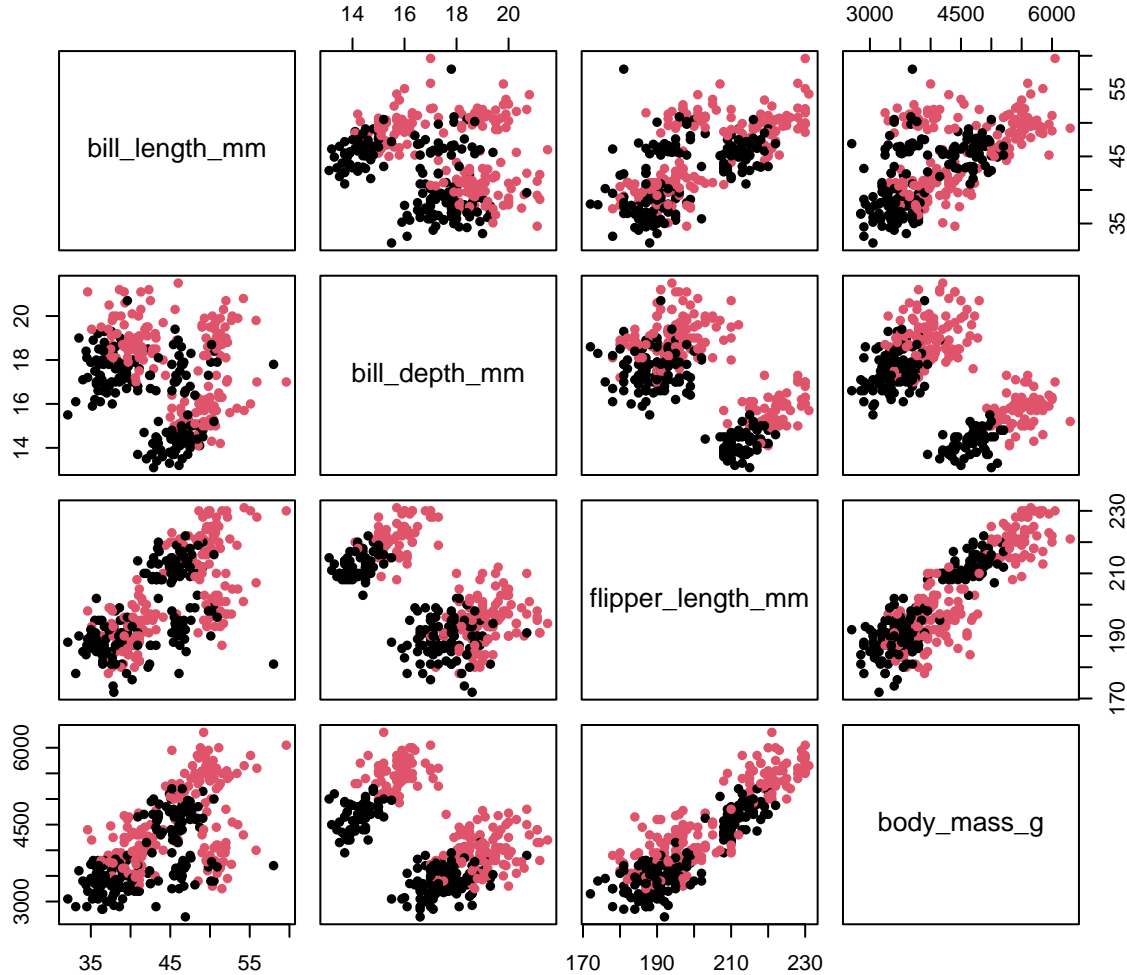 14 16 18 20 3000 4500 6000
bill_length_mm
35 45 55
bill_depth_mm
14 16 18 20
flipper_length_mm
170 190 210 230
body_mass_g
3000 4500 6000
35 45 55 170 190 210 230